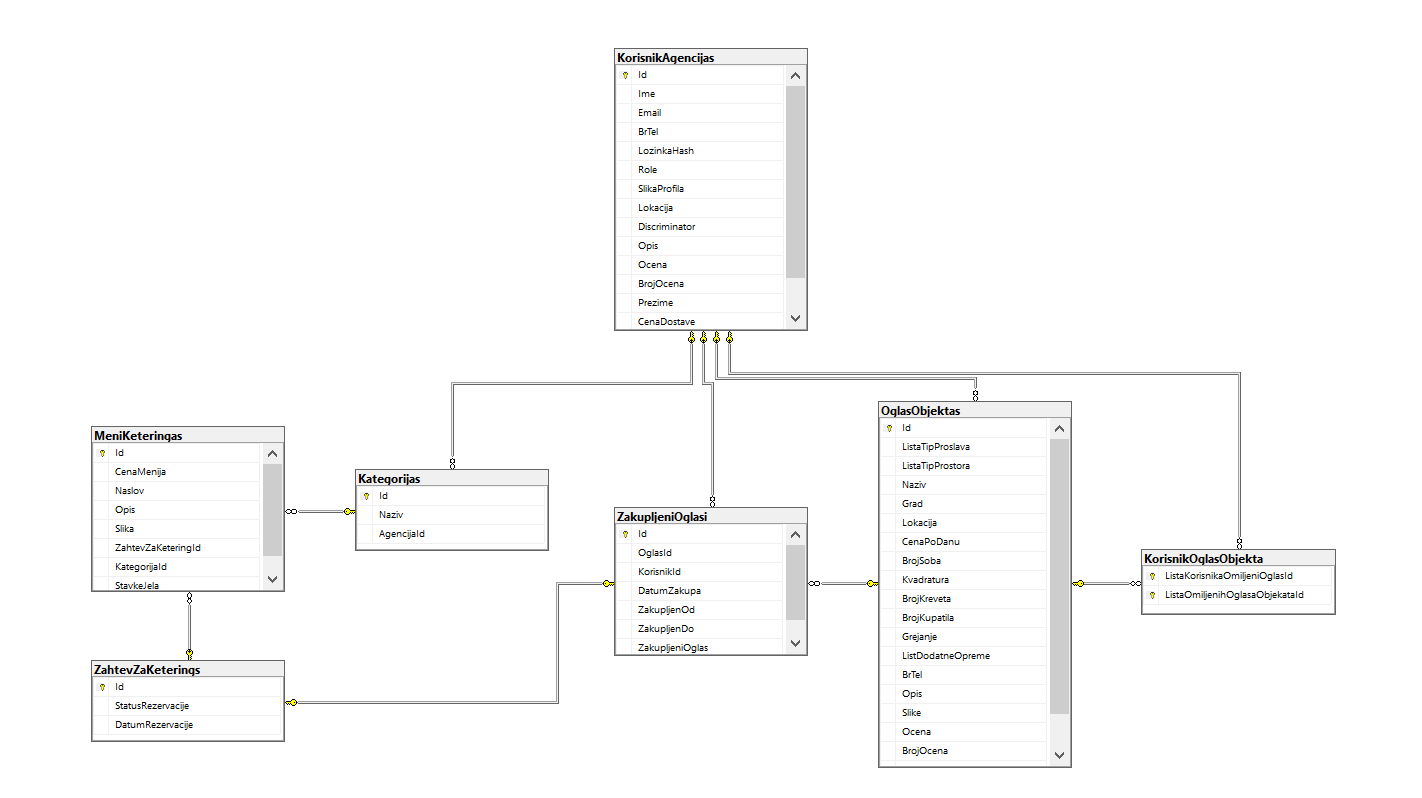 KorisnikAgencijas
Id
Ime
Email
BrTel
LozinkaHash
Role
SlikaProfila
Lokacija
Discriminator
Opis
Ocena
BrojOcena
Prezime
CenaDostave
MeniKeteringas
Id
CenaMenija
Naslov
Opis
Slika
ZahtevZaKeteringId
KategorijaId
StavkeJela
Kategorijas
Id
Naziv
AgencijaId
ZakupljeniOglasi
Id
OglasId
KorisnikId
DatumZakupa
ZakupljenOd
ZakupljenDo
ZakupljeniOglas
OglasObjektas
Id
ListaTipProslava
ListaTipProstora
Naziv
Grad
Lokacija
CenaPoDanu
BrojSoba
Kvadratura
BrojKreveta
BrojKupatila
Grejanje
ListDodatneOpreme
BrTel
Opis
Slike
Ocena
BrojOcena
KorisnikOglasObjekta
ListaKorisnikaOmiljeniOglasId
ListaOmiljenihOglasaObjekataId
ZahtevZaKeterings
Id
StatusRezervacije
DatumRezervacije